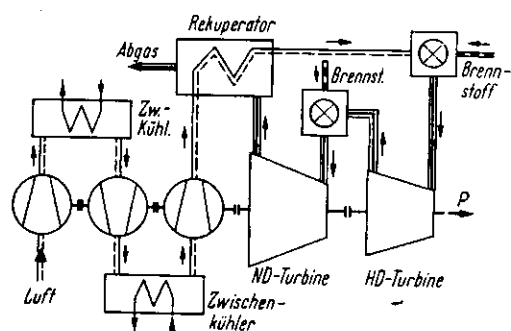 Rekuperator
Abgas
Brennst.
Brenn-
stoff
Zw.-
Kühl.
P
Luft
Zwischen-
kühler
ND-Turbine
HD-Turbine